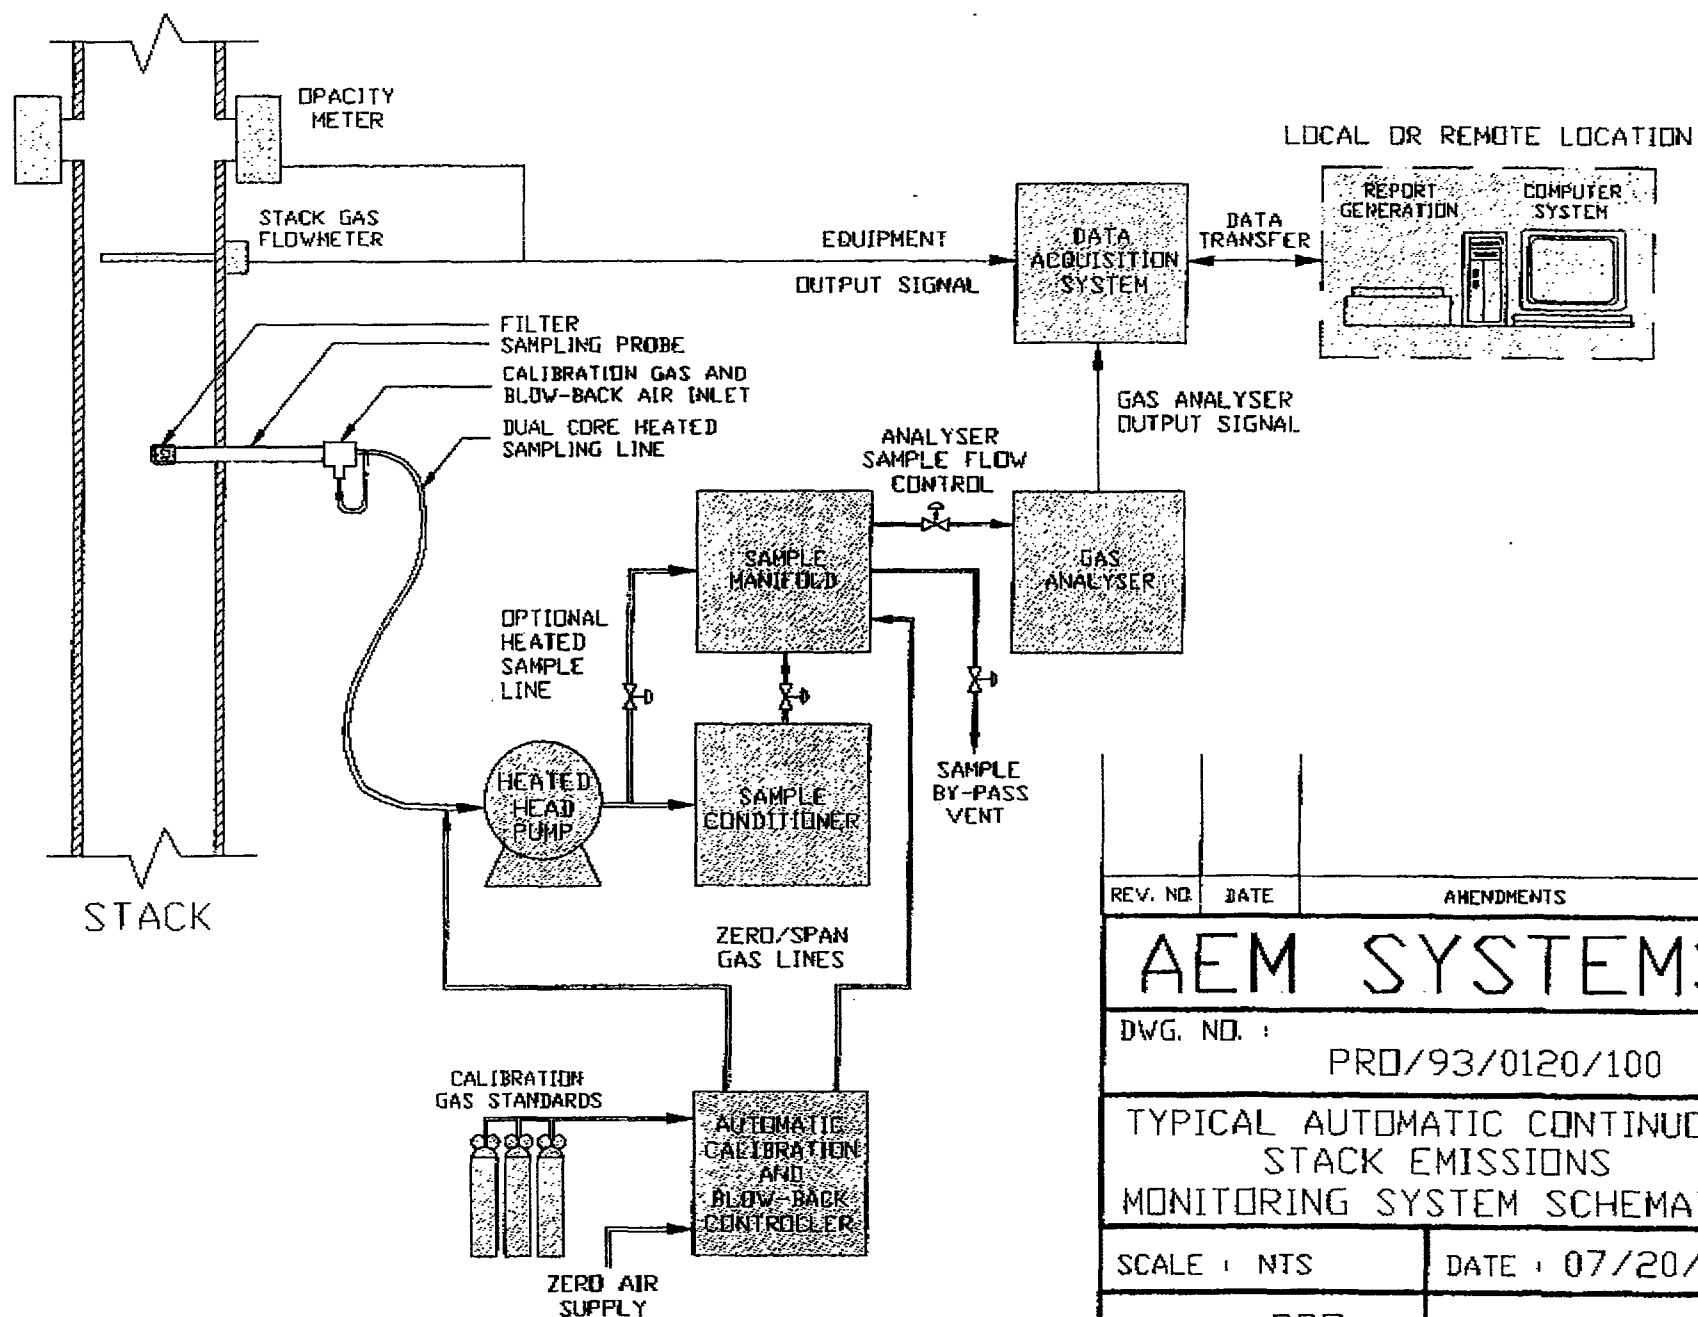 OPACITY
METER
LOCAL OR REMOTE LOCATION
REPORT
GENERATION
COMPUTER
SYSTEM
STACK GAS
FLOWMETER
EQUIPMENT
OUTPUT SIGNAL
DATA
ACQUISITION
SYSTEM
DATA
TRANSFER
FILTER
SAMPLING PROBE
CALIBRATION GAS AND
BLOW-BACK AIR INLET
DUAL CORE HEATED
SAMPLING LINE
GAS ANALYSER
OUTPUT SIGNAL
ANALYSER
SAMPLE FLOW
CONTROL
SAMPLE
MANIFOLD
GAS
ANALYSER
OPTIONAL
HEATED
SAMPLE
LINE
HEATED
HEAD
PUMP
SAMPLE
CONDITIONER
SAMPLE
BY-PASS
VENT
STACK
ZERO/SPAN
GAS LINES
CALIBRATION
GAS STANDARDS
AUTOMATIC
CALIBRATION
AND
BLOW-BACK
CONTROLLER
ZERO AIR
SUPPLY
REV. NO. DATE AMENDMENTS
AEM SYSTEMS
DWG. NO. :
PRO/93/0120/100
TYPICAL AUTOMATIC CONTINUO
STACK EMISSIONS
MONITORING SYSTEM SCHEMA
SCALE : NTS
DATE : 07/20/